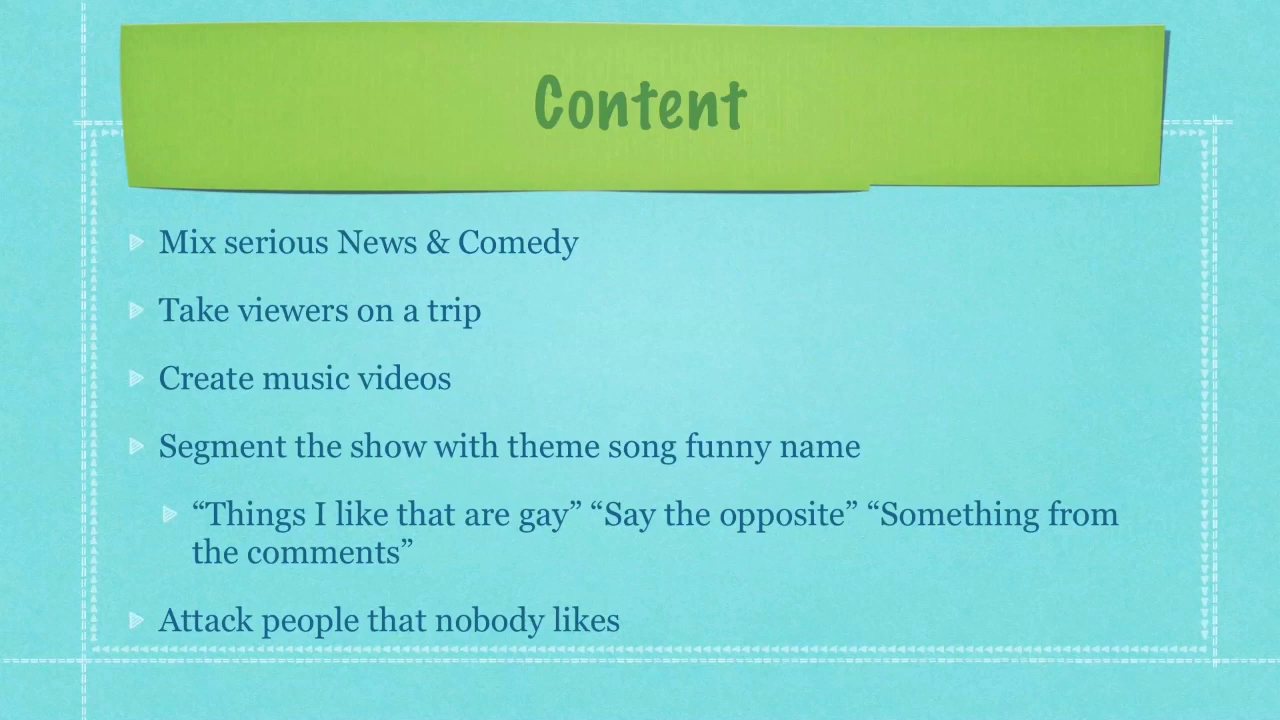 Content
Mix serious News & Comedy
Take viewers on a trip
Create music videos
Segment the show with theme song funny name
“Things I like that are gay” “Say the opposite” “Something from
the comments”
Attack people that nobody likes